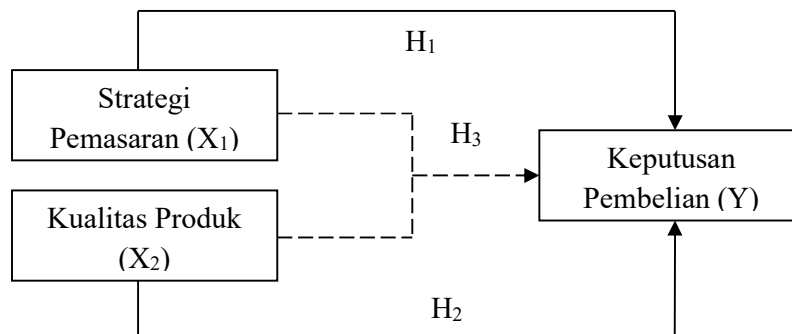 H₁
Strategi
Pemasaran (X₁)
H₃
Keputusan
Pembelian (Y)
Kualitas Produk
(X₂)
H₂